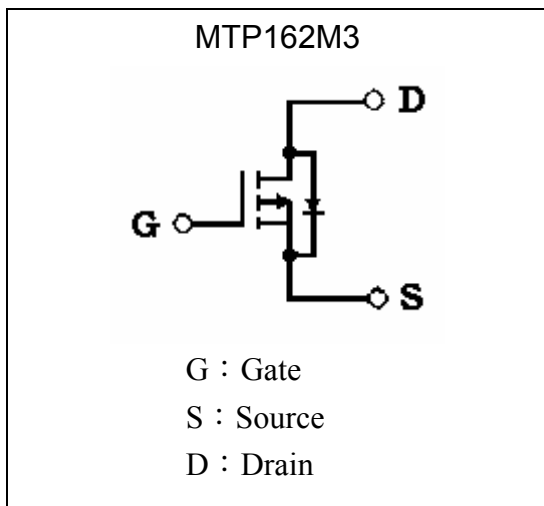 MTP162M3
D
G
S
G：Gate
S：Source
D：Drain